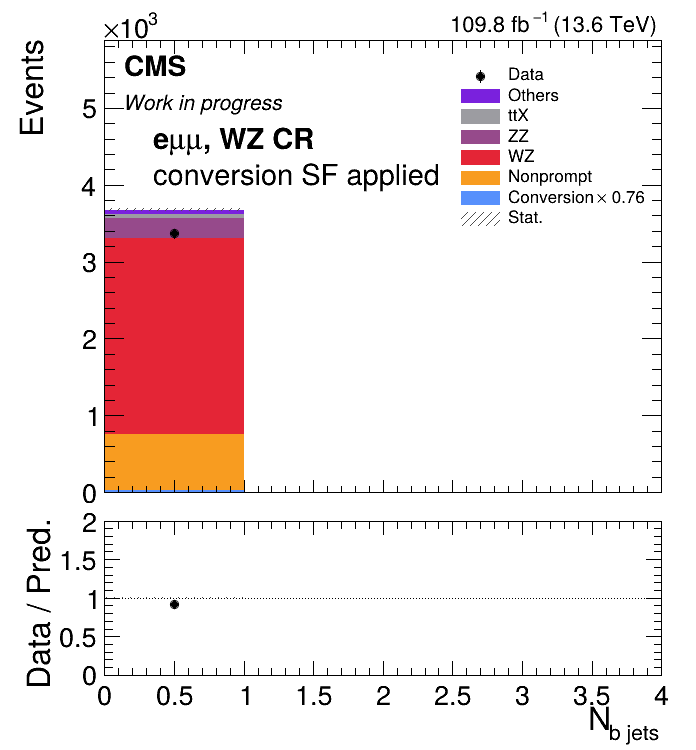 ×10³
109.8 fb⁻¹ (13.6 TeV)
Events
CMS
Work in progress
eμμ, WZ CR
conversion SF applied
Data
Others
ttX
ZZ
WZ
Nonprompt
Conversion × 0.76
Stat.
5
4
3
2
1
0
Data / Pred.
2
1.5
1
0.5
0
0 0.5 1 1.5 2 2.5 3 3.5 4
N b jets